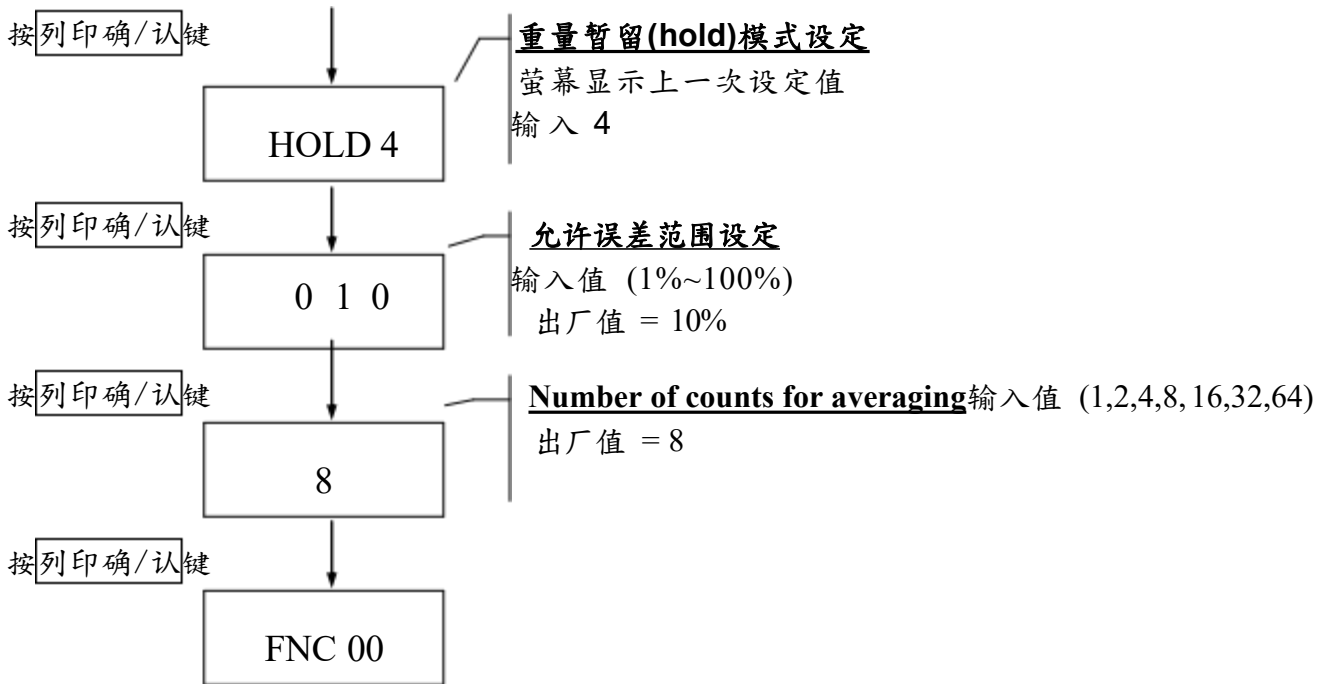 按列印确/认键
重量暂留(hold)模式设定
萤幕显示上一次设定值
输入 4
HOLD 4
按列印确/认键
允许误差范围设定
输入值 (1%~100%)
出厂值 = 10%
0 1 0
按列印确/认键
Number of counts for averaging输入值 (1,2,4,8,16,32,64)
出厂值 = 8
8
按列印确/认键
FNC 00